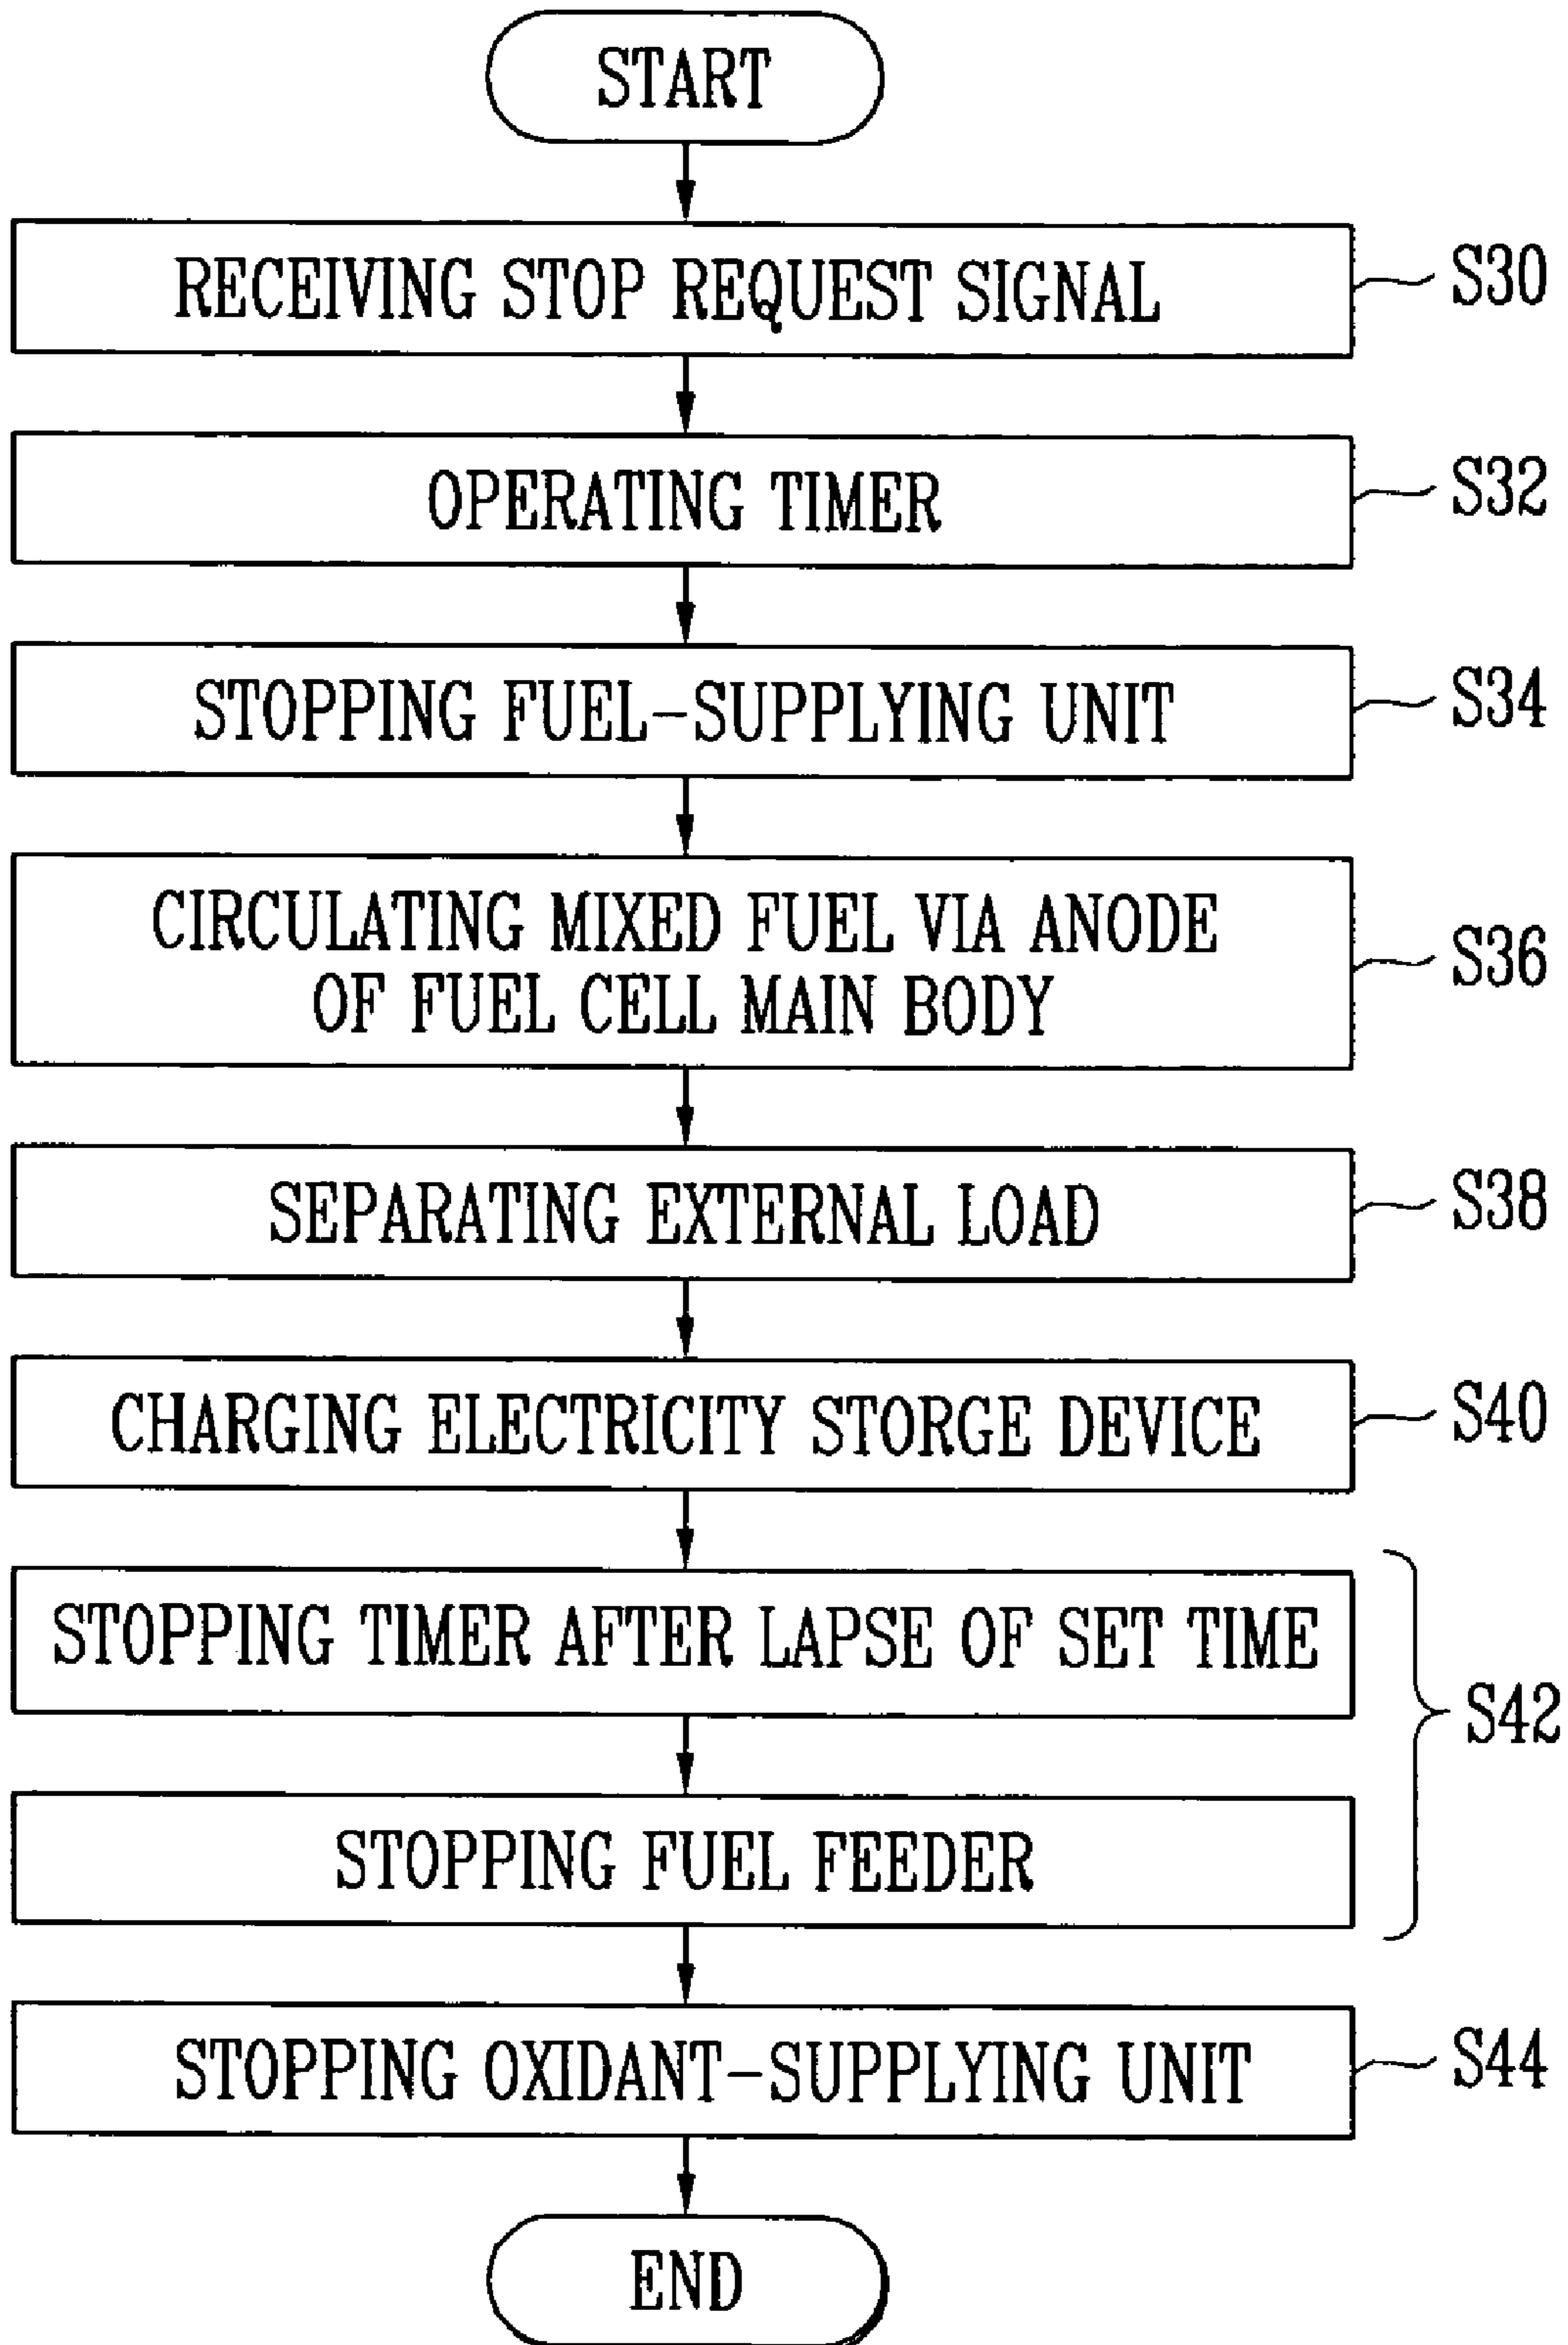 START
RECEIVING STOP REQUEST SIGNAL
S30
OPERATING TIMER
S32
STOPPING FUEL-SUPPLYING UNIT
S34
CIRCULATING MIXED FUEL VIA ANODE
OF FUEL CELL MAIN BODY
S36
SEPARATING EXTERNAL LOAD
S38
CHARGING ELECTRICITY STORGE DEVICE
S40
STOPPING TIMER AFTER LAPSE OF SET TIME
S42
STOPPING FUEL FEEDER
STOPPING OXIDANT-SUPPLYING UNIT
S44
END